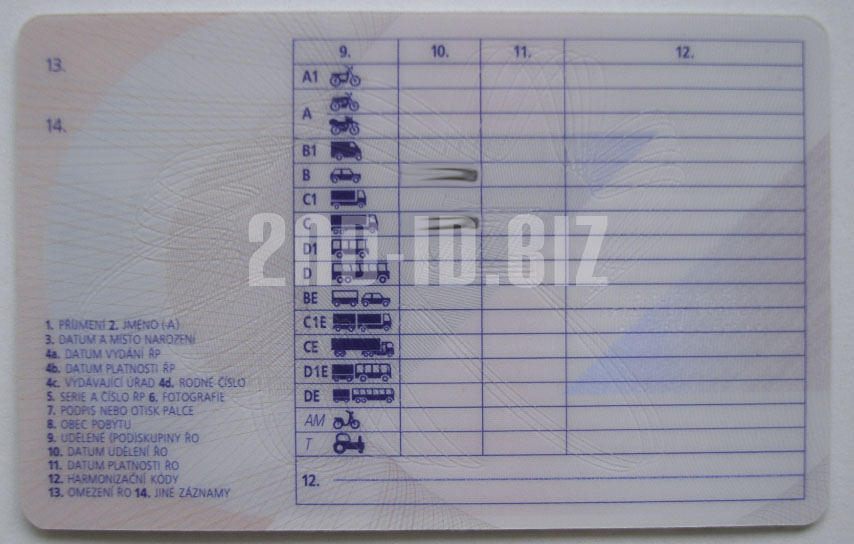 13.
14.
9. 10. 11. 12.
A1
A
B1
B
C1
C
D1
D
BE
C1E
CE
D1E
DE
AM
T
12.
2ND-ID.BIZ
1. PŘÍJMENÍ 2. JMÉNO (-A)
3. DATUM A MÍSTO NAROZENÍ
4a. DATUM VYDÁNÍ ŘP
4b. DATUM PLATNOSTI ŘP
4c. VYDÁVAJÍCÍ ÚŘAD 4d. RODNÉ ČÍSLO
5. SERIE A ČÍSLO ŘP 6. FOTOGRAFIE
7. PODPIS NEBO OTISK PALCE
8. OBEC POBYTU
9. UDĚLENÉ (POD)SKUPINY ŘO
10. DATUM UDĚLENÍ ŘO
11. DATUM PLATNOSTI ŘO
12. HARMONIZAČNÍ KÓDY
13. OMEZENÍ ŘO 14. JINÉ ZÁZNAMY